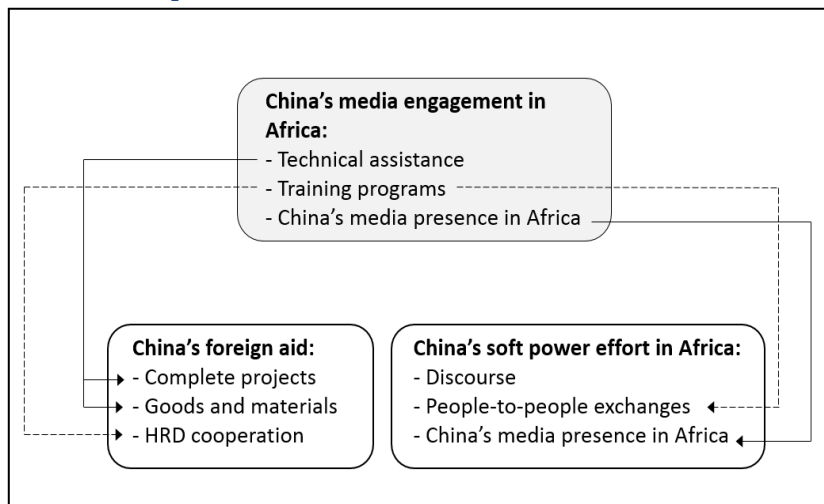 China’s media engagement in
Africa:
- Technical assistance
- Training programs
- China’s media presence in Africa
China’s foreign aid:
- Complete projects
- Goods and materials
- HRD cooperation
China’s soft power effort in Africa:
- Discourse
- People-to-people exchanges
- China’s media presence in Africa